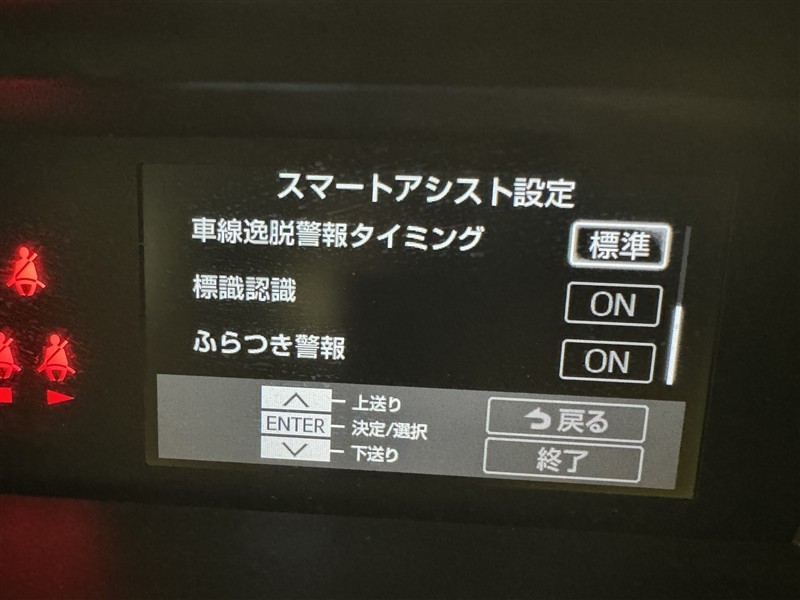 スマートアシスト設定
車線逸脱警報タイミング 標準
標識認識 ON
ふらつき警報 ON
上送り
ENTER 決定/選択
下送り
戻る
終了